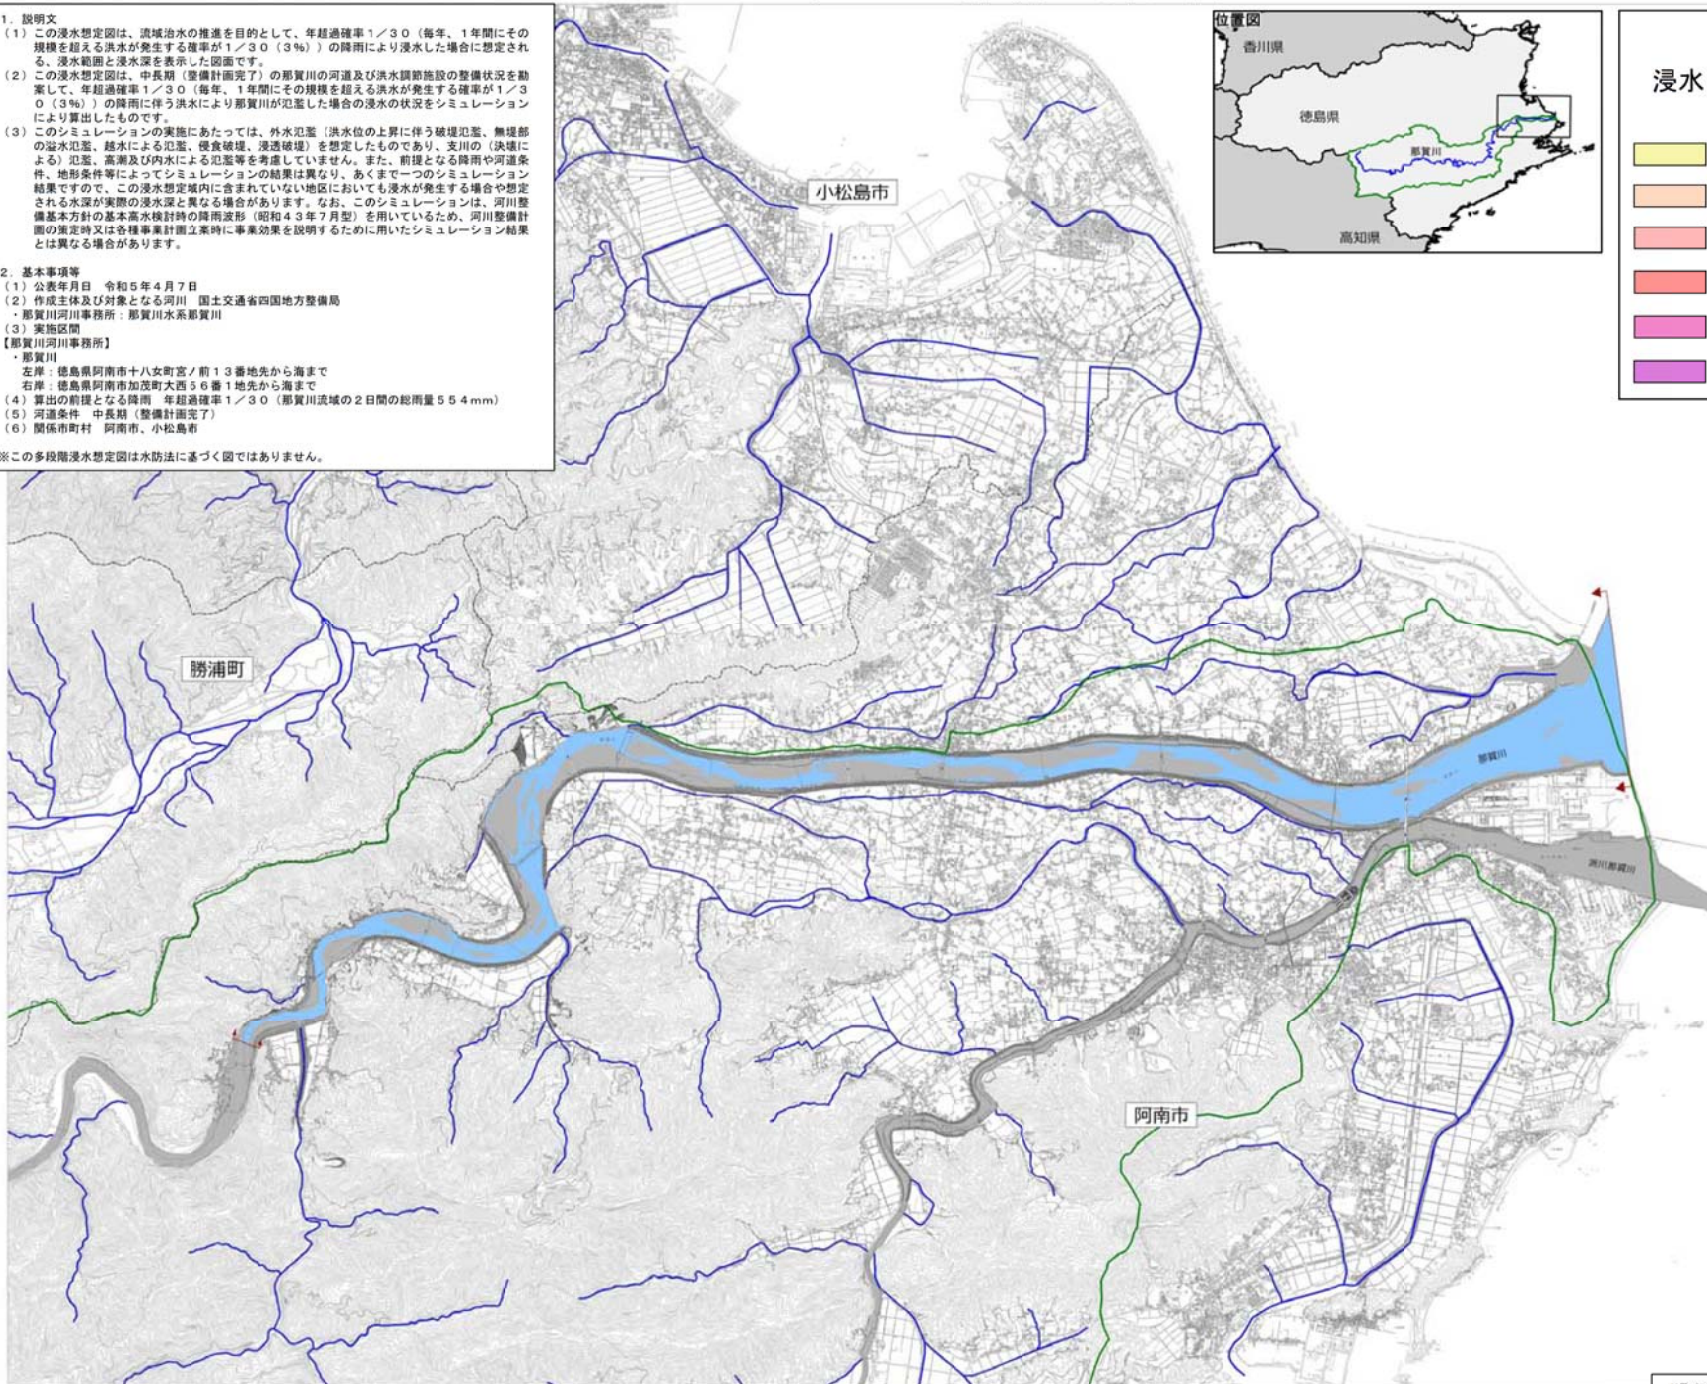 1．説明文
（1）この浸水想定図は、流域治水の推進を目的として、年超過確率1／30（毎年、1年間にその
規模を超える洪水が発生する確率が1／30（3%））の降雨により浸水した場合に想定され
る、浸水範囲と浸水深を表示した図面です。
（2）この浸水想定図は、中長期（整備計画完了）の那賀川の河道及び洪水調節施設の整備状況を勘
案して、年超過確率1／30（毎年、1年間にその規模を超える洪水が発生する確率が1／3
0（3%））の降雨に伴う洪水により那賀川が氾濫した場合の浸水の状況をシミュレーション
により算出したものです。
（3）このシミュレーションの実施にあたっては、外水氾濫（洪水位の上昇に伴う破堤氾濫、無堤部
の溢水氾濫、越水による氾濫、侵食破堤、浸透破堤）を想定したものであり、支川の（決壊に
よる）氾濫、高潮及び内水による氾濫等を考慮していません。また、前提となる降雨や河道条
件、地形条件等によってシミュレーションの結果は異なり、あくまで一つのシミュレーション
結果ですので、この浸水想定域内に含まれていない地区においても浸水が発生する場合や想定
される水深が実際の浸水深と異なる場合があります。なお、このシミュレーションは、河川整
備基本方針の基本高水検討時の降雨波形（昭和43年7月型）を用いているため、河川整備計
画の策定時又は各種事業計画立案時に事業効果を説明するために用いたシミュレーション結果
とは異なる場合があります。
2．基本事項等
（1）公表年月日　令和5年4月7日
（2）作成主体及び対象となる河川　国土交通省四国地方整備局
・那賀川河川事務所：那賀川水系那賀川
（3）実施区間
【那賀川河川事務所】
・那賀川
左岸：徳島県阿南市十八女町宮ノ前13番地先から海まで
右岸：徳島県阿南市加茂町大西56番1地先から海まで
（4）算出の前提となる降雨　年超過確率1／30（那賀川流域の2日間の総雨量554mm）
（5）河道条件　中長期（整備計画完了）
（6）関係市町村　阿南市、小松島市
※この多段階浸水想定図は水防法に基づく図ではありません。
位置図
香川県
徳島県
那賀川
高知県
浸水
小松島市
勝浦町
那賀川
派川那賀川
阿南市